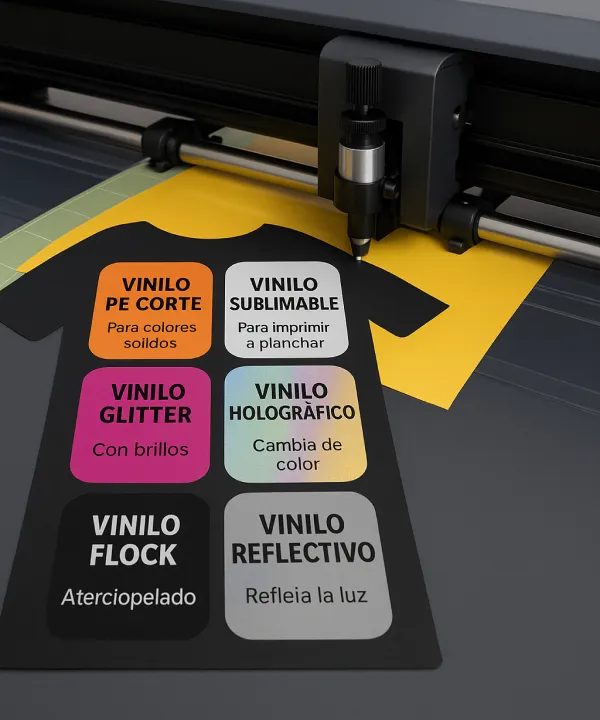 VINILO
PE CORTE
Para colores
soildos
VINILO
SUBLIMABLE
Para imprimir
a planchar
VINILO
GLITTER
Con brillos
VINILO
HOLOGRÀFICO
Cambia de
color
VINILO
FLOCK
Aterciopelado
VINILO
REFLECTIVO
Refleia la luz